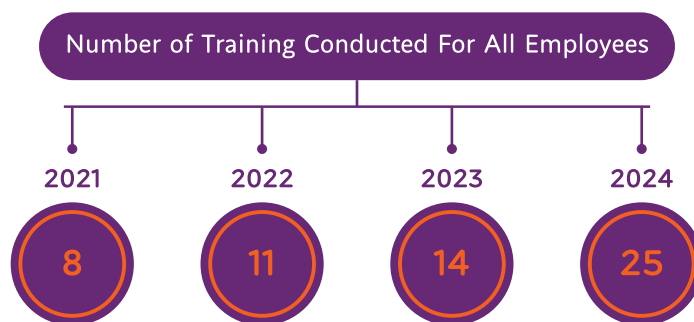 Number of Training Conducted For All Employees
2021 2022 2023 2024
8 11 14 25